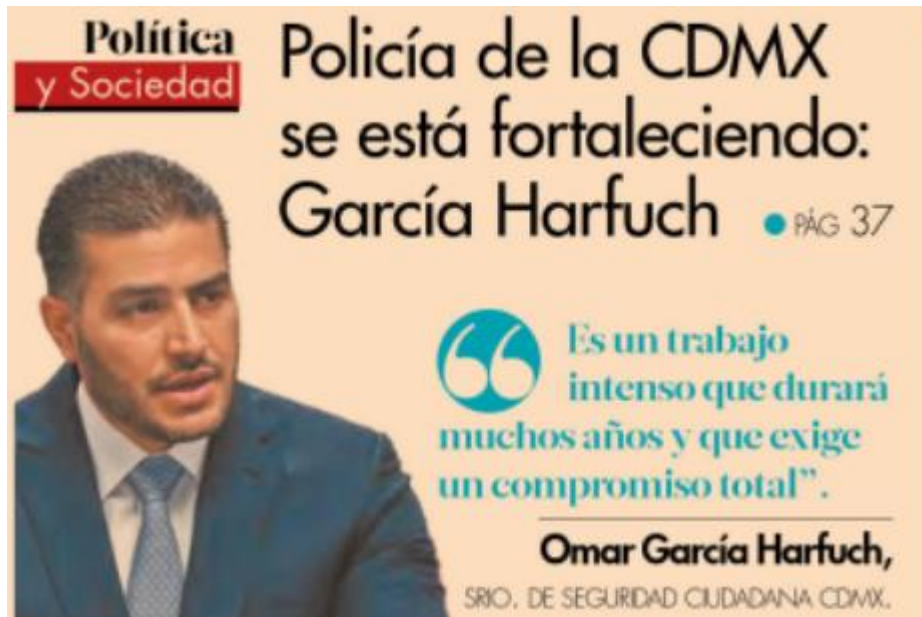 Política
y Sociedad
Policía de la CDMX
se está fortaleciendo:
García Harfuch • PÁG 37
“ Es un trabajo
intenso que durará
muchos años y que exige
un compromiso total”.
Omar García Harfuch,
SRIO. DE SEGURIDAD CIUDADANA CDMX.